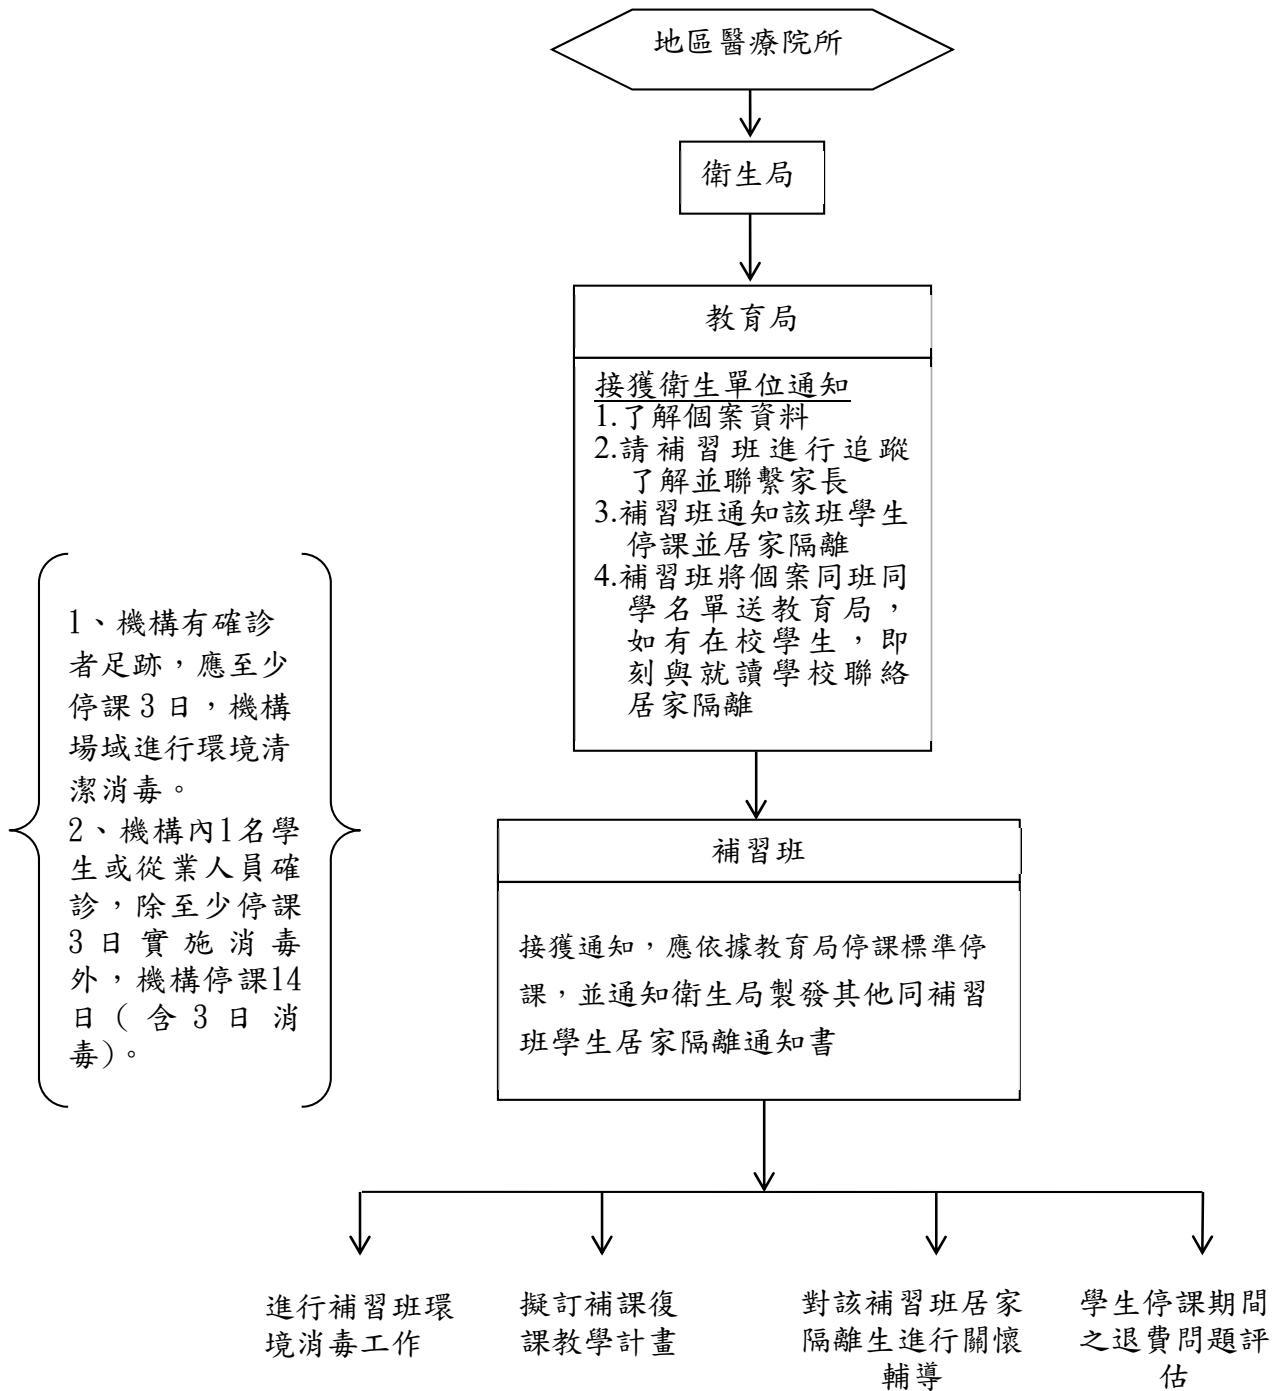 地區醫療院所
衛生局
教育局
接獲衛生單位通知
1.了解個案資料
2.請補習班進行追蹤
了解並聯繫家長
3.補習班通知該班學生
停課並居家隔離
4.補習班將個案同班同
學名單送教育局，
如有在校學生，即
刻與就讀學校聯絡
居家隔離
1、機構有確診
者足跡，應至少
停課3日，機構
場域進行環境清
潔消毒。
2、機構內1名學
生或從業人員確
診，除至少停課
3日實施消毒
外，機構停課14
日(含3日消
毒)。
補習班
接獲通知，應依據教育局停課標準停
課，並通知衛生局製發其他同補習
班學生居家隔離通知書
進行補習班環
境消毒工作
擬訂補課復
課教學計畫
對該補習班居家
隔離生進行關懷
輔導
學生停課期間
之退費問題評
估